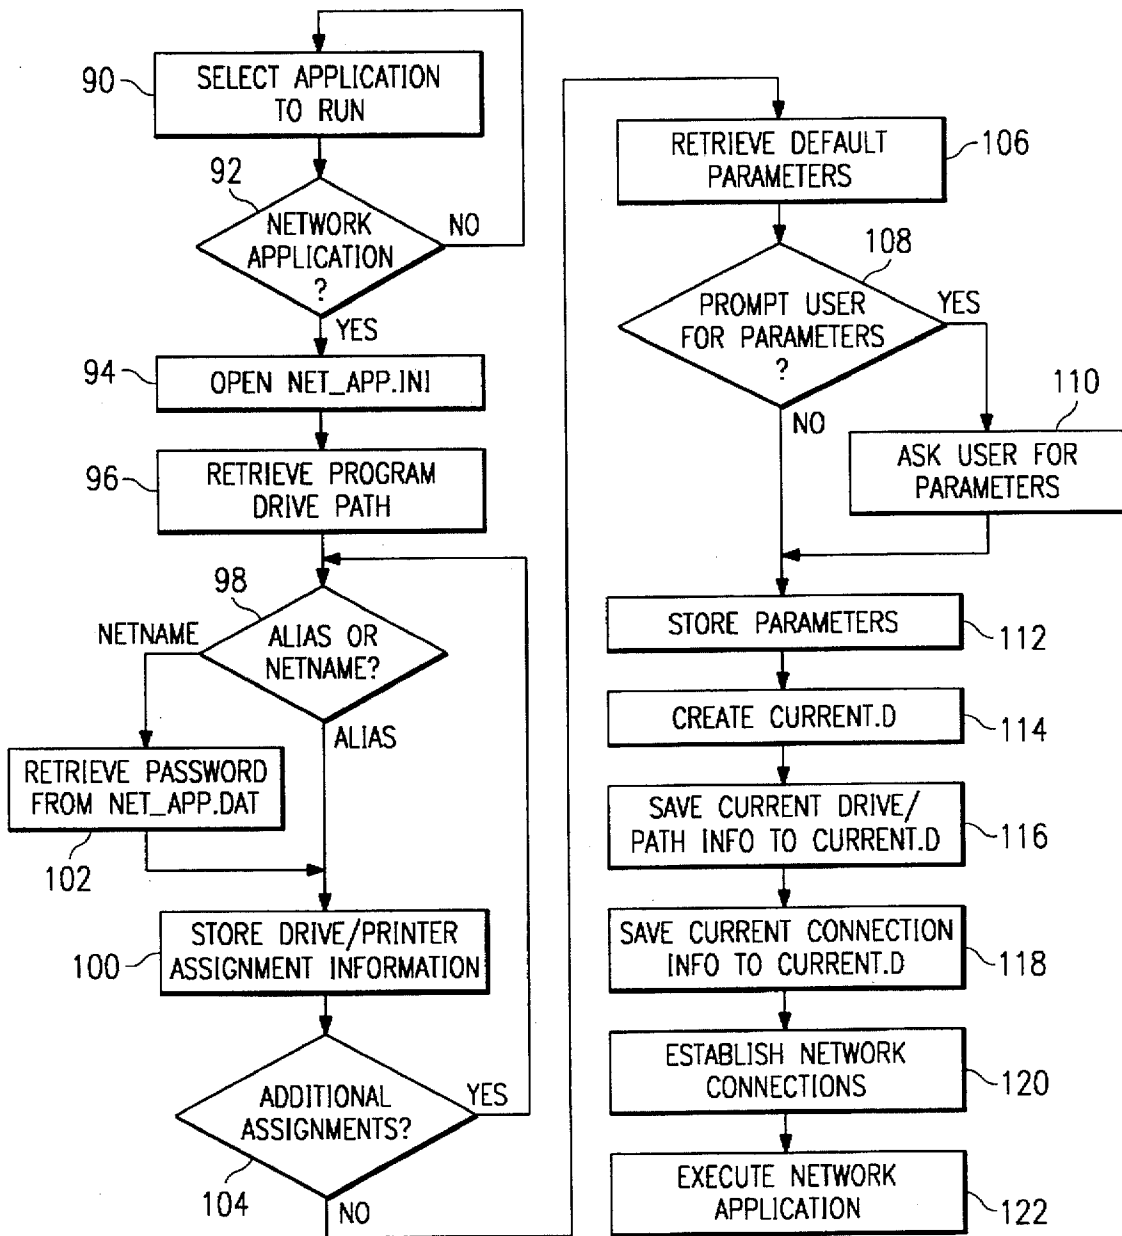 90
SELECT APPLICATION
TO RUN
92
NETWORK
APPLICATION
?
NO
YES
94
OPEN NET_APP.INI
96
RETRIEVE PROGRAM
DRIVE PATH
98
NETNAME
ALIAS OR
NETNAME?
ALIAS
RETRIEVE PASSWORD
FROM NET_APP.DAT
102
100
STORE DRIVE/PRINTER
ASSIGNMENT INFORMATION
ADDITIONAL
ASSIGNMENTS?
YES
104
NO
RETRIEVE DEFAULT
PARAMETERS
106
108
PROMPT USER
FOR PARAMETERS
?
YES
NO
110
ASK USER FOR
PARAMETERS
STORE PARAMETERS
112
CREATE CURRENT.D
114
SAVE CURRENT DRIVE/
PATH INFO TO CURRENT.D
116
SAVE CURRENT CONNECTION
INFO TO CURRENT.D
118
ESTABLISH NETWORK
CONNECTIONS
120
EXECUTE NETWORK
APPLICATION
122